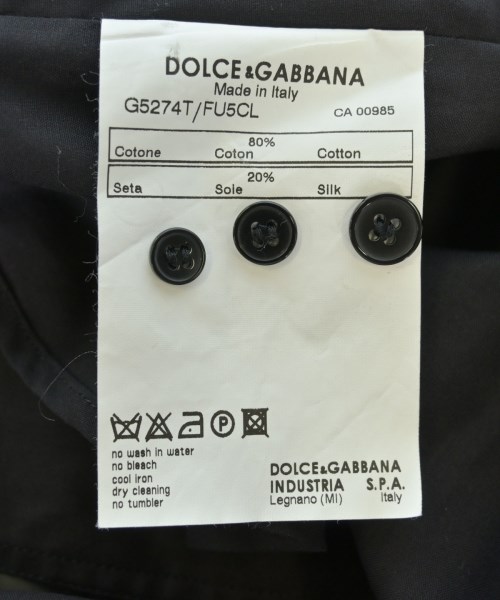 DOLCE&GABBANA
Made in Italy
G5274T/FU5CL CA 00985
80%
Cotone Coton Cotton
20%
Seta Soie Silk
P
no wash in water
no bleach
cool iron
dry cleaning
no tumbler
DOLCE&GABBANA
INDUSTRIA S.P.A.
Legnano (MI) Italy